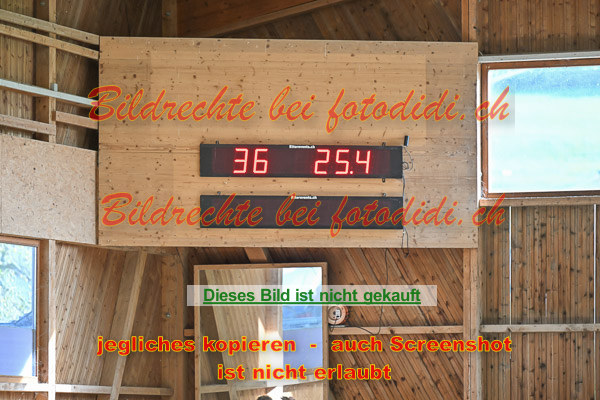 Bildrechte bei fotodidi.ch
36 25.4
Bildrechte bei fotodidi.ch
Dieses Bild ist nicht gekauft
jegliches kopieren - auch Screenshot
ist nicht erlaubt